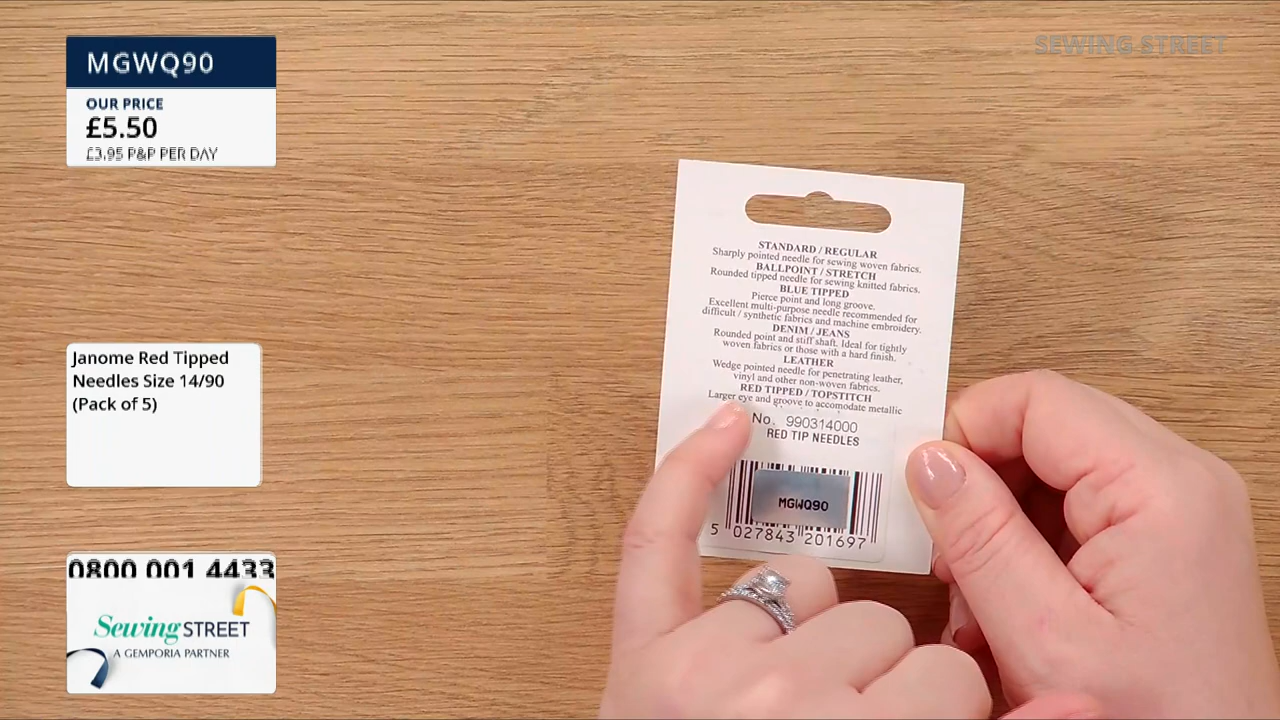 MGWQ90
OUR PRICE
£5.50
£3.95 P&P PER DAY
SEWING STREET
STANDARD / REGULAR
Sharply pointed needle for sewing woven fabrics.
BALLPOINT / STRETCH
Rounded tipped needle for sewing knitted fabrics.
BLUE TIPPED
Pierce point and long groove.
Excellent multi-purpose needle recommended for
difficult / synthetic fabrics and machine embroidery.
DENIM / JEANS
Rounded point and stiff shaft. Ideal for tightly
woven fabrics or those with a hard finish.
LEATHER
Wedge pointed needle for penetrating leather,
vinyl and other non-woven fabrics.
RED TIPPED / TOPSTITCH
Larger eye and groove to accomodate metallic
No. 990314000
RED TIP NEEDLES
MGWQ90
5 027843 201697
Janome Red Tipped
Needles Size 14/90
(Pack of 5)
0800 001 4433
Sewing STREET
A GEMPORIA PARTNER